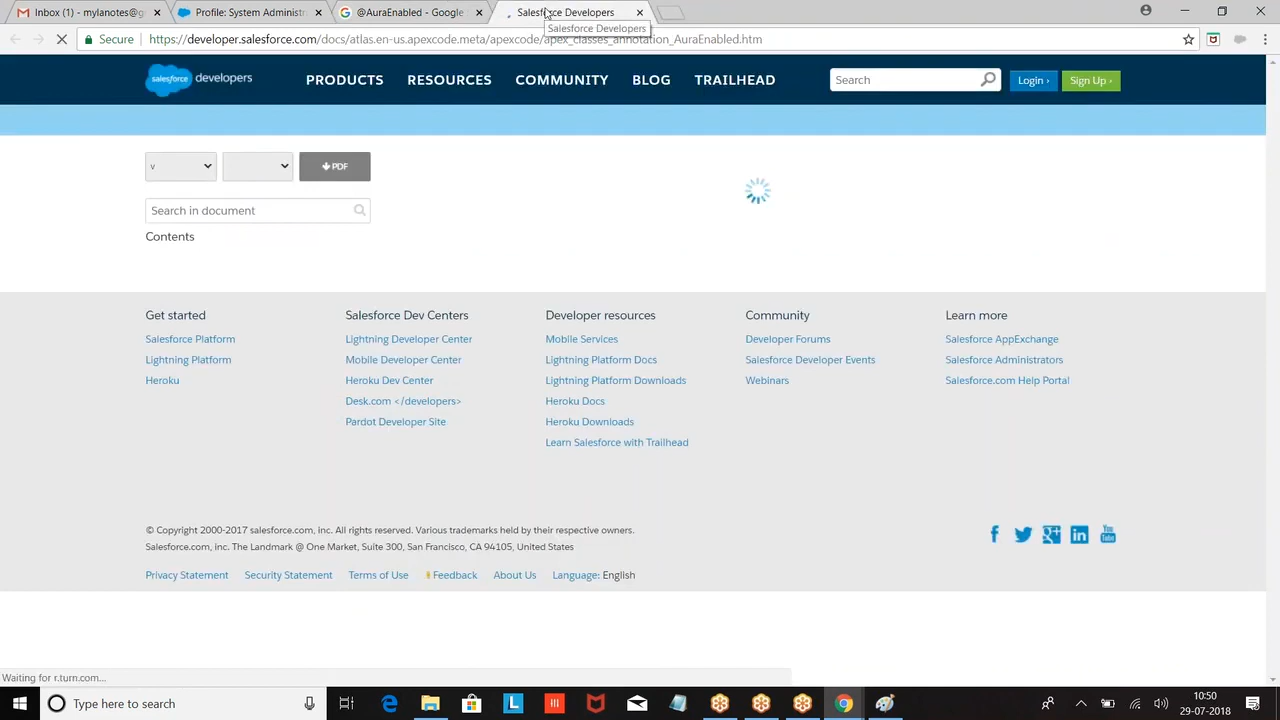 Inbox (1) - mylanotes@g
Profile: System Administr
@AuraEnabled - Google
Salesforce Developers
Salesforce Developers
Secure
https://developer.salesforce.com/docs/atlas.en-us.apexcode.meta/apexcode/apex_classes_annotation_AuraEnabled.htm
salesforce developers
PRODUCTS
RESOURCES
COMMUNITY
BLOG
TRAILHEAD
Search
Login ›
Sign Up ›
v
PDF
Search in document
Contents
Get started
Salesforce Platform
Lightning Platform
Heroku
Salesforce Dev Centers
Lightning Developer Center
Mobile Developer Center
Heroku Dev Center
Desk.com </developers>
Pardot Developer Site
Developer resources
Mobile Services
Lightning Platform Docs
Lightning Platform Downloads
Heroku Docs
Heroku Downloads
Learn Salesforce with Trailhead
Community
Developer Forums
Salesforce Developer Events
Webinars
Learn more
Salesforce AppExchange
Salesforce Administrators
Salesforce.com Help Portal
© Copyright 2000-2017 salesforce.com, inc. All rights reserved. Various trademarks held by their respective owners.
Salesforce.com, inc. The Landmark @ One Market, Suite 300, San Francisco, CA 94105, United States
Privacy Statement
Security Statement
Terms of Use
Feedback
About Us
Language: English
You Tube
Waiting for r.turn.com...
Type here to search
10:50
29-07-2018